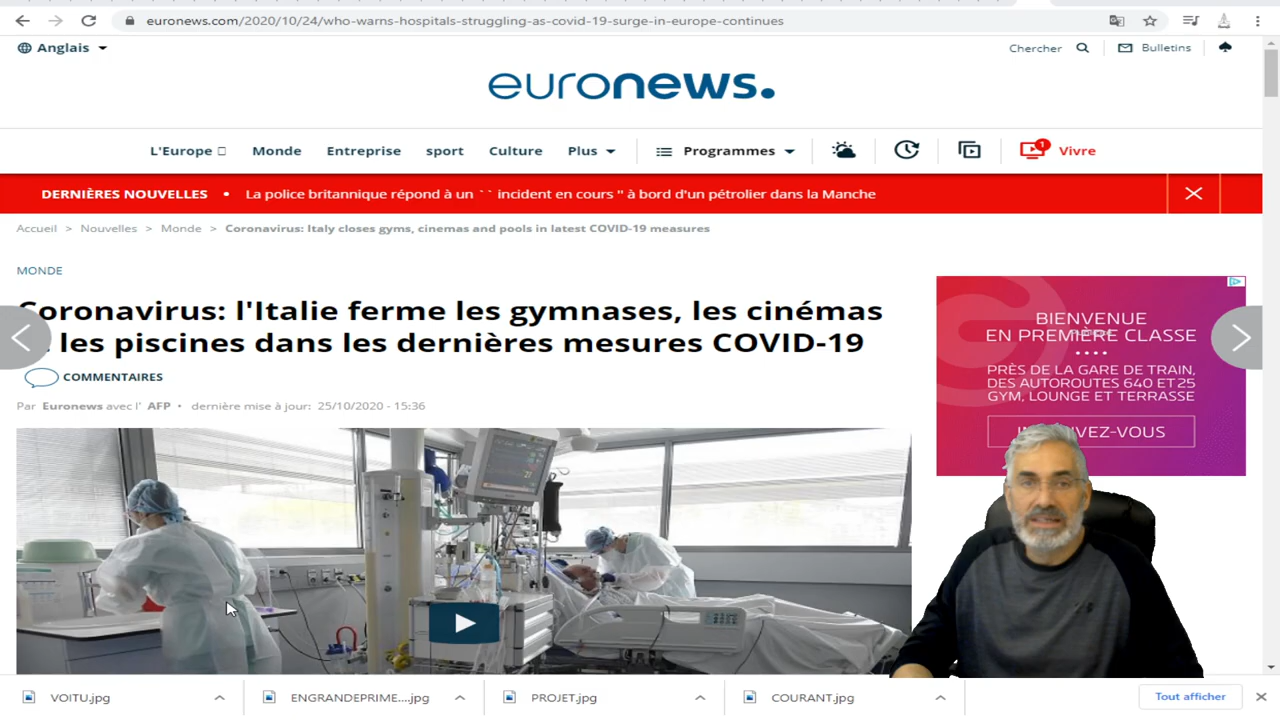 euronews.com/2020/10/24/who-warns-hospitals-struggling-as-covid-19-surge-in-europe-continues
Anglais
Chercher
Bulletins
euronews.
L'Europe
Monde
Entreprise
sport
Culture
Plus
Programmes
1
Vivre
DERNIÈRES NOUVELLES • La police britannique répond à un `` incident en cours '' à bord d'un pétrolier dans la Manche
Accueil > Nouvelles > Monde > Coronavirus: Italy closes gyms, cinemas and pools in latest COVID-19 measures
MONDE
Coronavirus: l'Italie ferme les gymnases, les cinémas
les piscines dans les dernières mesures COVID-19
COMMENTAIRES
Par Euronews avec l' AFP • dernière mise à jour: 25/10/2020 - 15:36
BIENVENUE
EN PREMIÈRE CLASSE
PRÈS DE LA GARE DE TRAIN,
DES AUTOROUTES 640 ET 25
GYM, LOUNGE ET TERRASSE
VEZ-VOUS
VOITU.jpg
ENGRANDEPRIME....jpg
PROJET.jpg
COURANT.jpg
Tout afficher